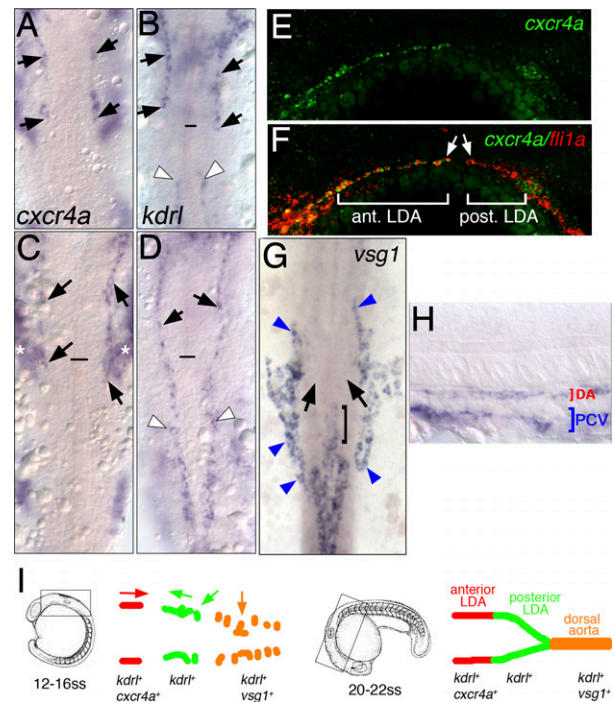 A
B
cxcr4a
kdrl
C
D
*
*
E
cxcr4a
F
cxcr4a/fli1a
ant. LDA
post. LDA
G
vsg1
H
]DA
]PCV
I
12-16ss
kdrl⁺
cxcr4a⁺
kdrl⁺
kdrl⁺
vsg1⁺
20-22ss
anterior
LDA
posterior
LDA
dorsal
aorta
kdrl⁺
cxcr4a⁺
kdrl⁺
kdrl⁺
vsg1⁺